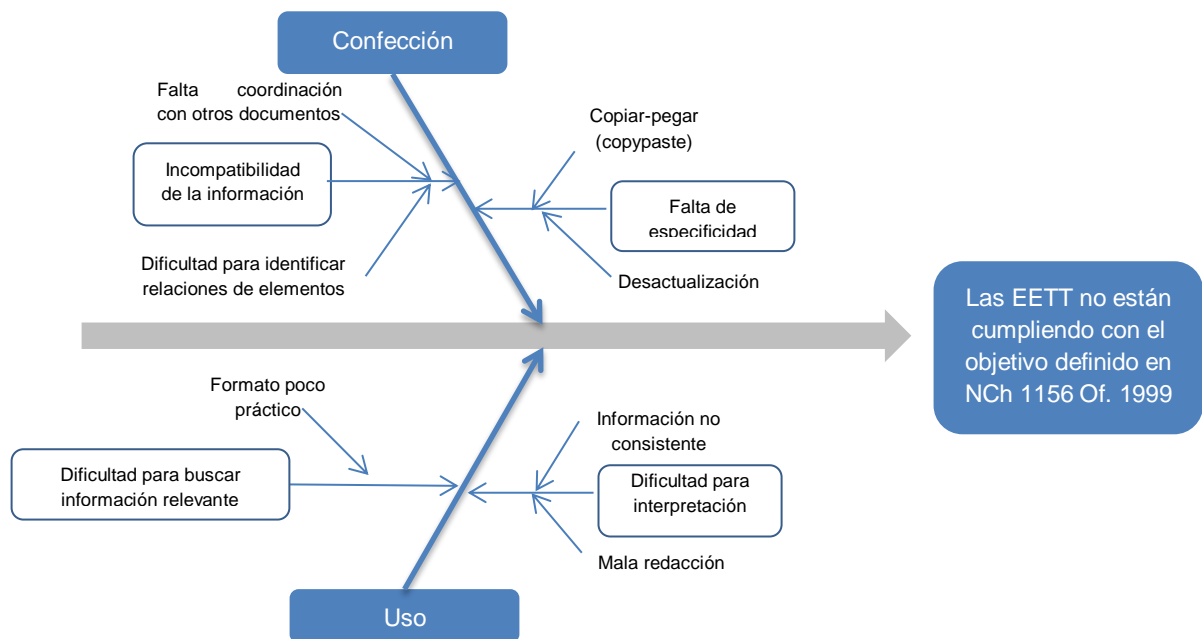 Confección
Falta coordinación
con otros documentos
Copiar-pegar
(copypaste)
Incompatibilidad
de la información
Falta de
especificidad
Dificultad para identificar
relaciones de elementos
Desactualización
Las EETT no están
cumpliendo con el
objetivo definido en
NCh 1156 Of. 1999
Formato poco
práctico
Información no
consistente
Dificultad para buscar
información relevante
Dificultad para
interpretación
Mala redacción
Uso